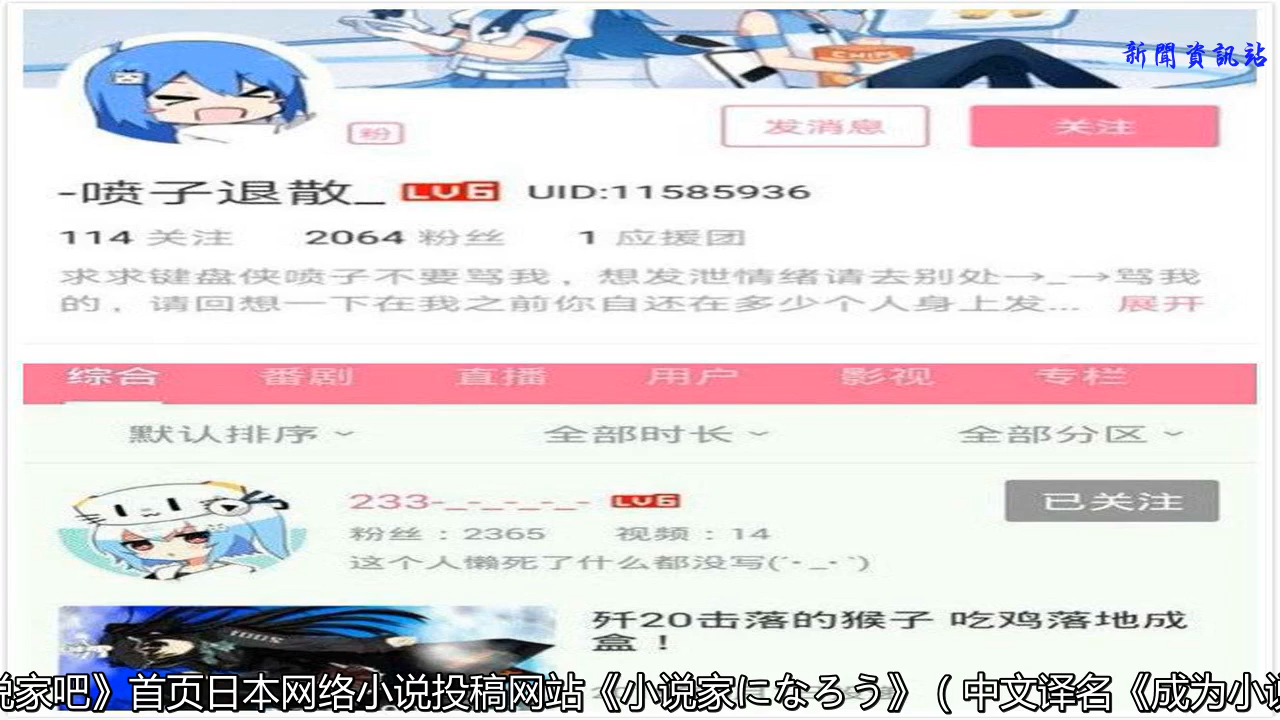 CHIPS
新聞資訊站
粉
发消息
关注
-喷子退散_ LV6 UID:11585936
114 关注 2064 粉丝 1 应援团
求求键盘侠喷子不要骂我，想发泄情绪请去别处→_→骂我
的，请回想一下在我之前你自还在多少个人身上发... 展开
综合 番剧 直播 用户 影视 专栏
默认排序 全部时长 全部分区
233-_-_-_-_- LV6
已关注
粉丝：2365 视频：14
这个人懒死了什么都没写(´･_･`)
歼20击落的猴子 吃鸡落地成
盒！
说家吧》首页日本网络小说投稿网站《小说家になろう》（中文译名《成为小说